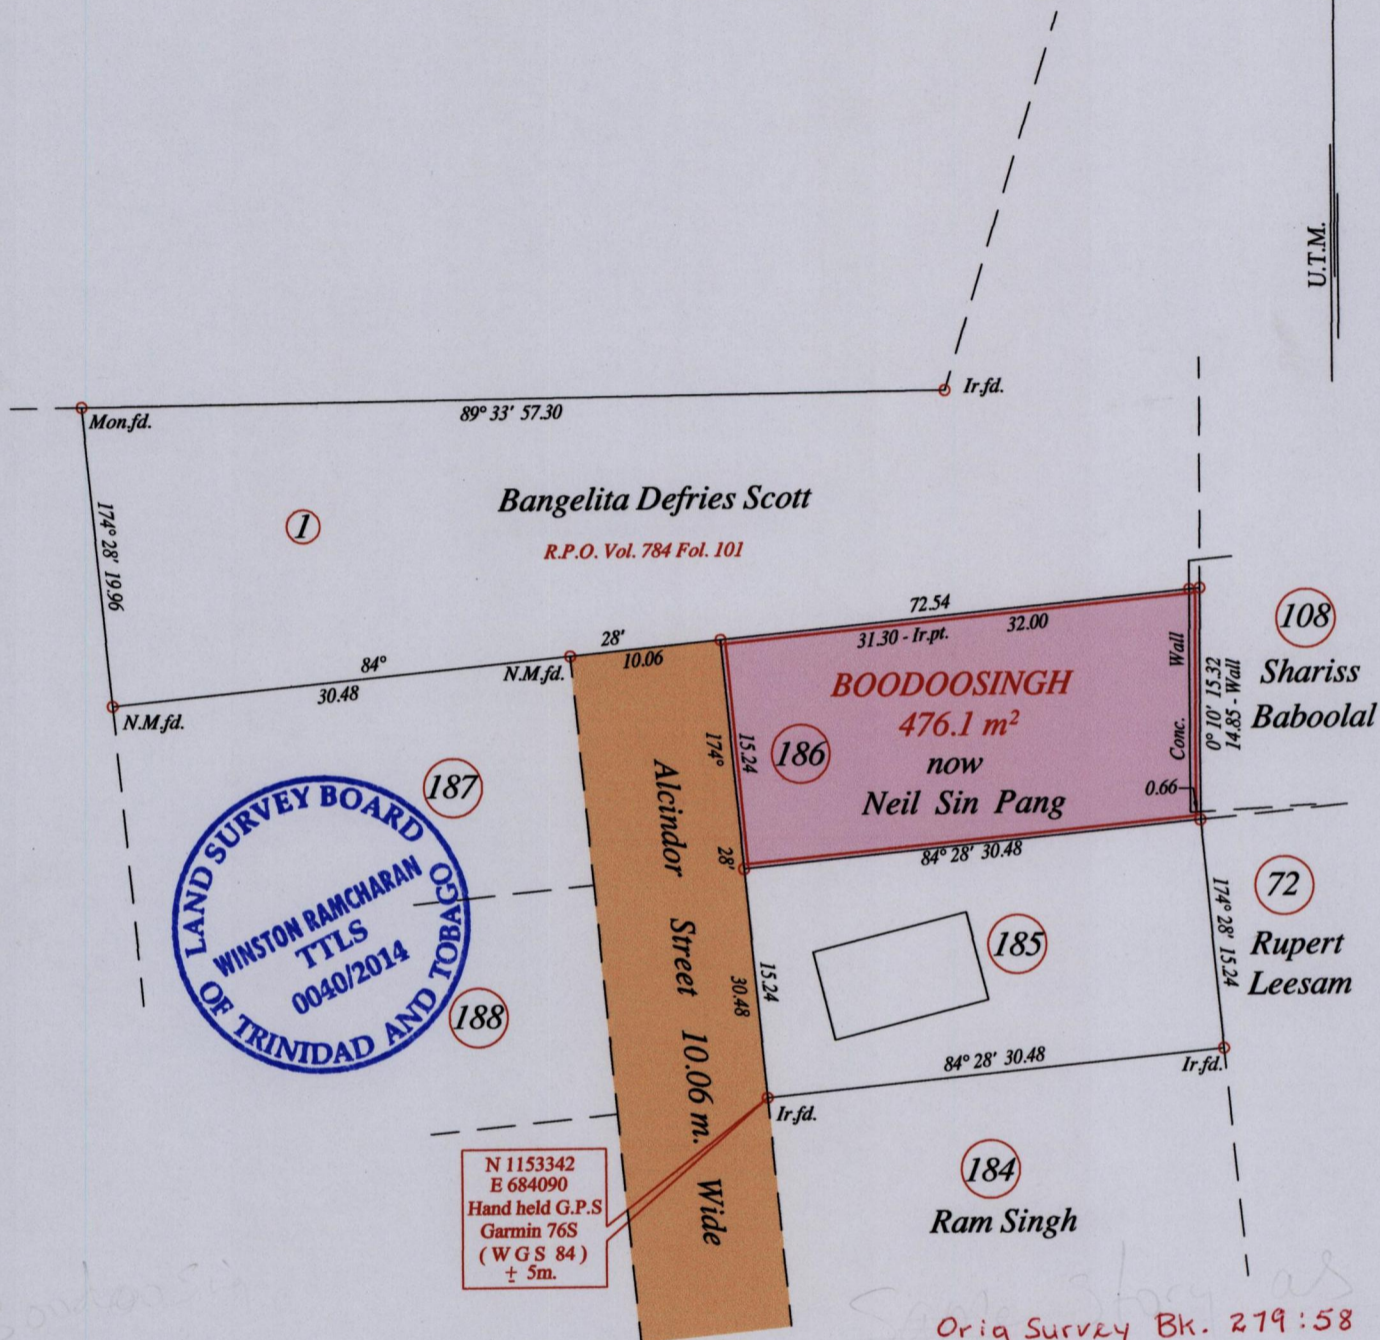 U.T.M.
Ir.fd.
Mon.fd.
89° 33' 57.30
Bangelita Defries Scott
1
R.P.O. Vol. 784 Fol. 101
174° 28' 19.96
72.54
31.30 - Ir.pt.
32.00
28'
10.06
84°
30.48
N.M.fd.
N.M.fd.
108
Shariss
Baboolal
Wall
Conc.
0° 10' 15.32
14.85 - Wall
BOODOOSINGH
476.1 m²
now
Neil Sin Pang
186
15.24
174°
28'
0.66
84° 28' 30.48
187
LAND SURVEY BOARD
OF TRINIDAD AND TOBAGO
WINSTON RAMCHARAN
TTLS
0040/2014
188
Alcindor Street 10.06 m. Wide
72
Rupert
Leesam
174° 28' 15.24
185
15.24
30.48
84° 28' 30.48
Ir.fd.
Ir.fd.
N 1153342
E 684090
Hand held G.P.S
Garmin 76S
( W G S 84 )
± 5m.
184
Ram Singh
Orig Survey Bk. 279:58